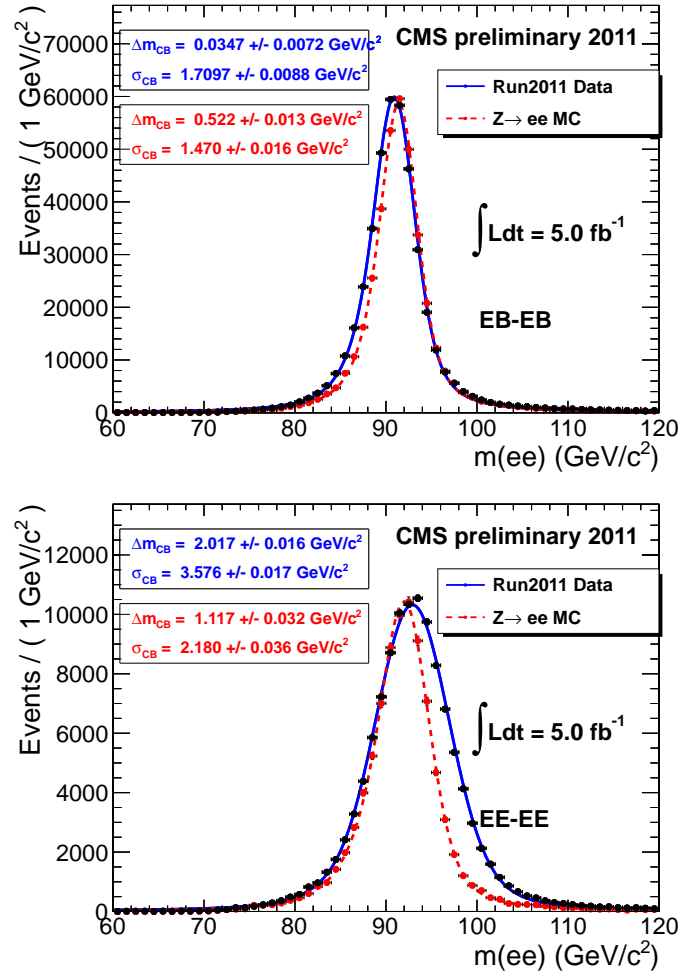 CMS preliminary 2011
Δm_CB = 0.0347 +/- 0.0072 GeV/c²
σ_CB = 1.7097 +/- 0.0088 GeV/c²
Δm_CB = 0.522 +/- 0.013 GeV/c²
σ_CB = 1.470 +/- 0.016 GeV/c²
Run2011 Data
Z→ ee MC
∫ Ldt = 5.0 fb⁻¹
EB-EB
Events / ( 1 GeV/c² )
70000
60000
50000
40000
30000
20000
10000
0
60 70 80 90 100 110 120
m(ee) (GeV/c²)
CMS preliminary 2011
Δm_CB = 2.017 +/- 0.016 GeV/c²
σ_CB = 3.576 +/- 0.017 GeV/c²
Δm_CB = 1.117 +/- 0.032 GeV/c²
σ_CB = 2.180 +/- 0.036 GeV/c²
Run2011 Data
Z→ ee MC
∫ Ldt = 5.0 fb⁻¹
EE-EE
Events / ( 1 GeV/c² )
12000
10000
8000
6000
4000
2000
0
60 70 80 90 100 110 120
m(ee) (GeV/c²)